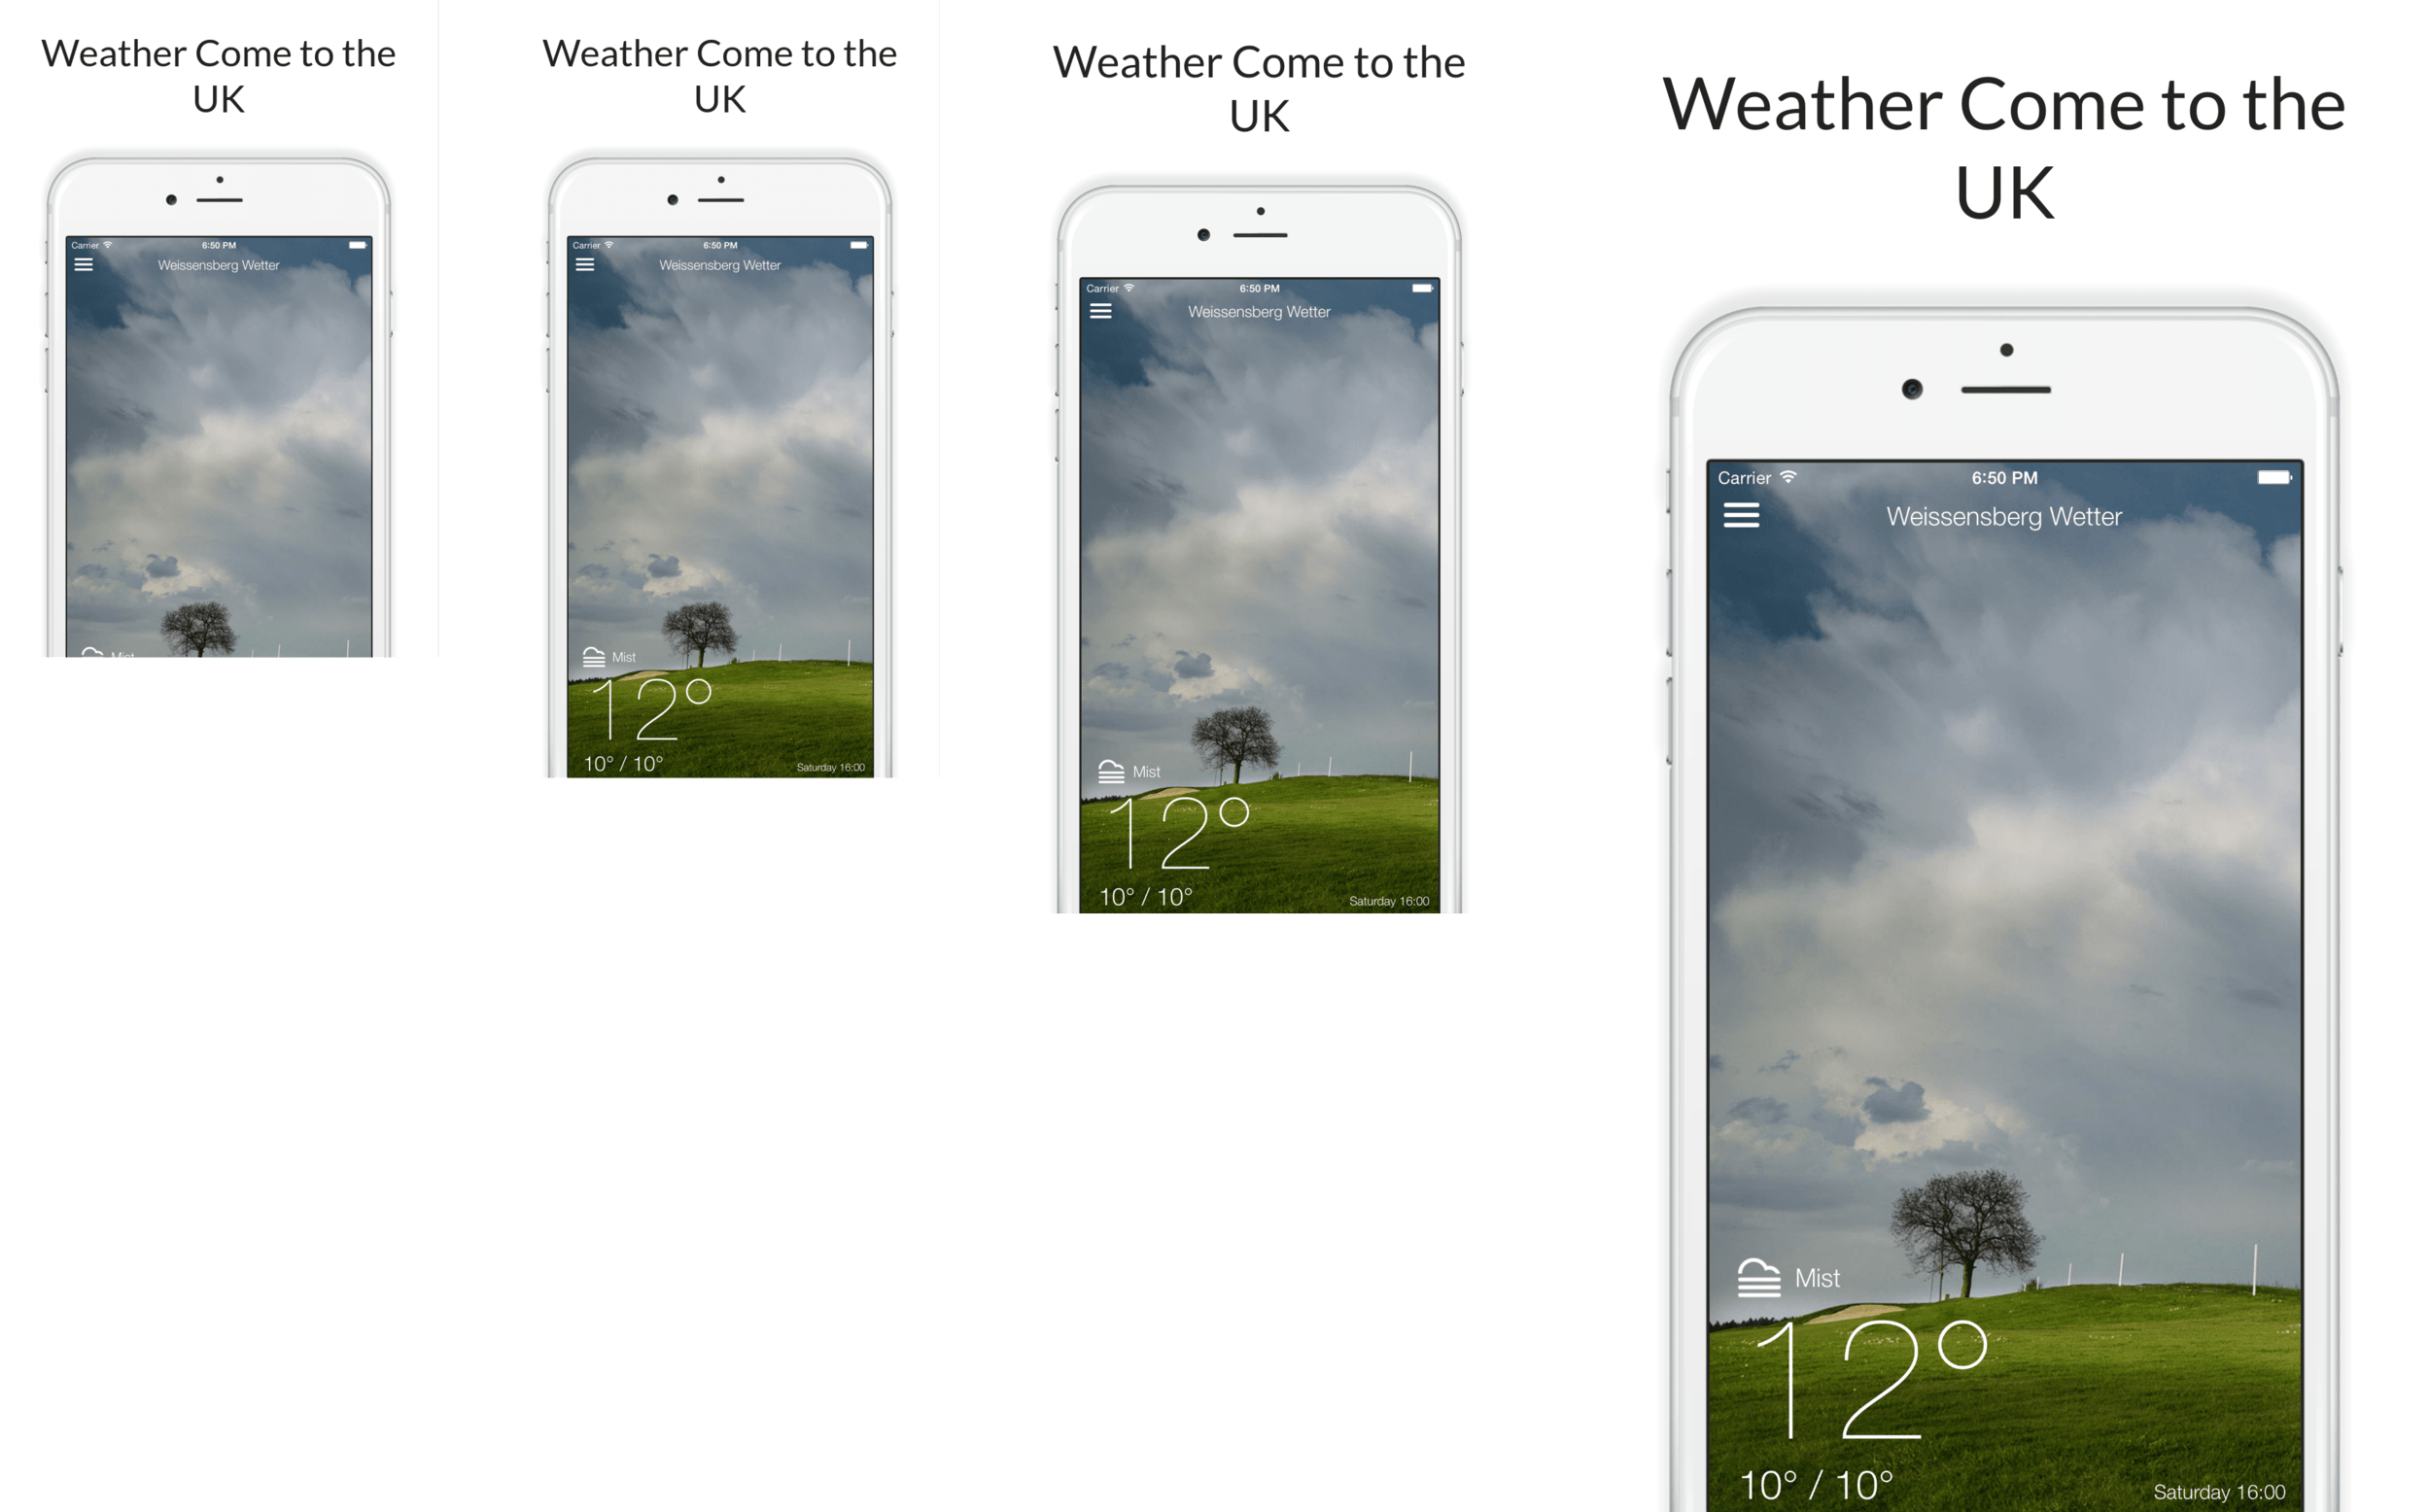 Weather Come to the
UK
Carrier 6:50 PM
Weissensberg Wetter
Mist
Weather Come to the
UK
Carrier 6:50 PM
Weissensberg Wetter
Mist
12°
10° / 10° Saturday 16:00
Weather Come to the
UK
Carrier 6:50 PM
Weissensberg Wetter
Mist
12°
10° / 10° Saturday 16:00
Weather Come to the
UK
Carrier 6:50 PM
Weissensberg Wetter
Mist
12°
10° / 10° Saturday 16:00